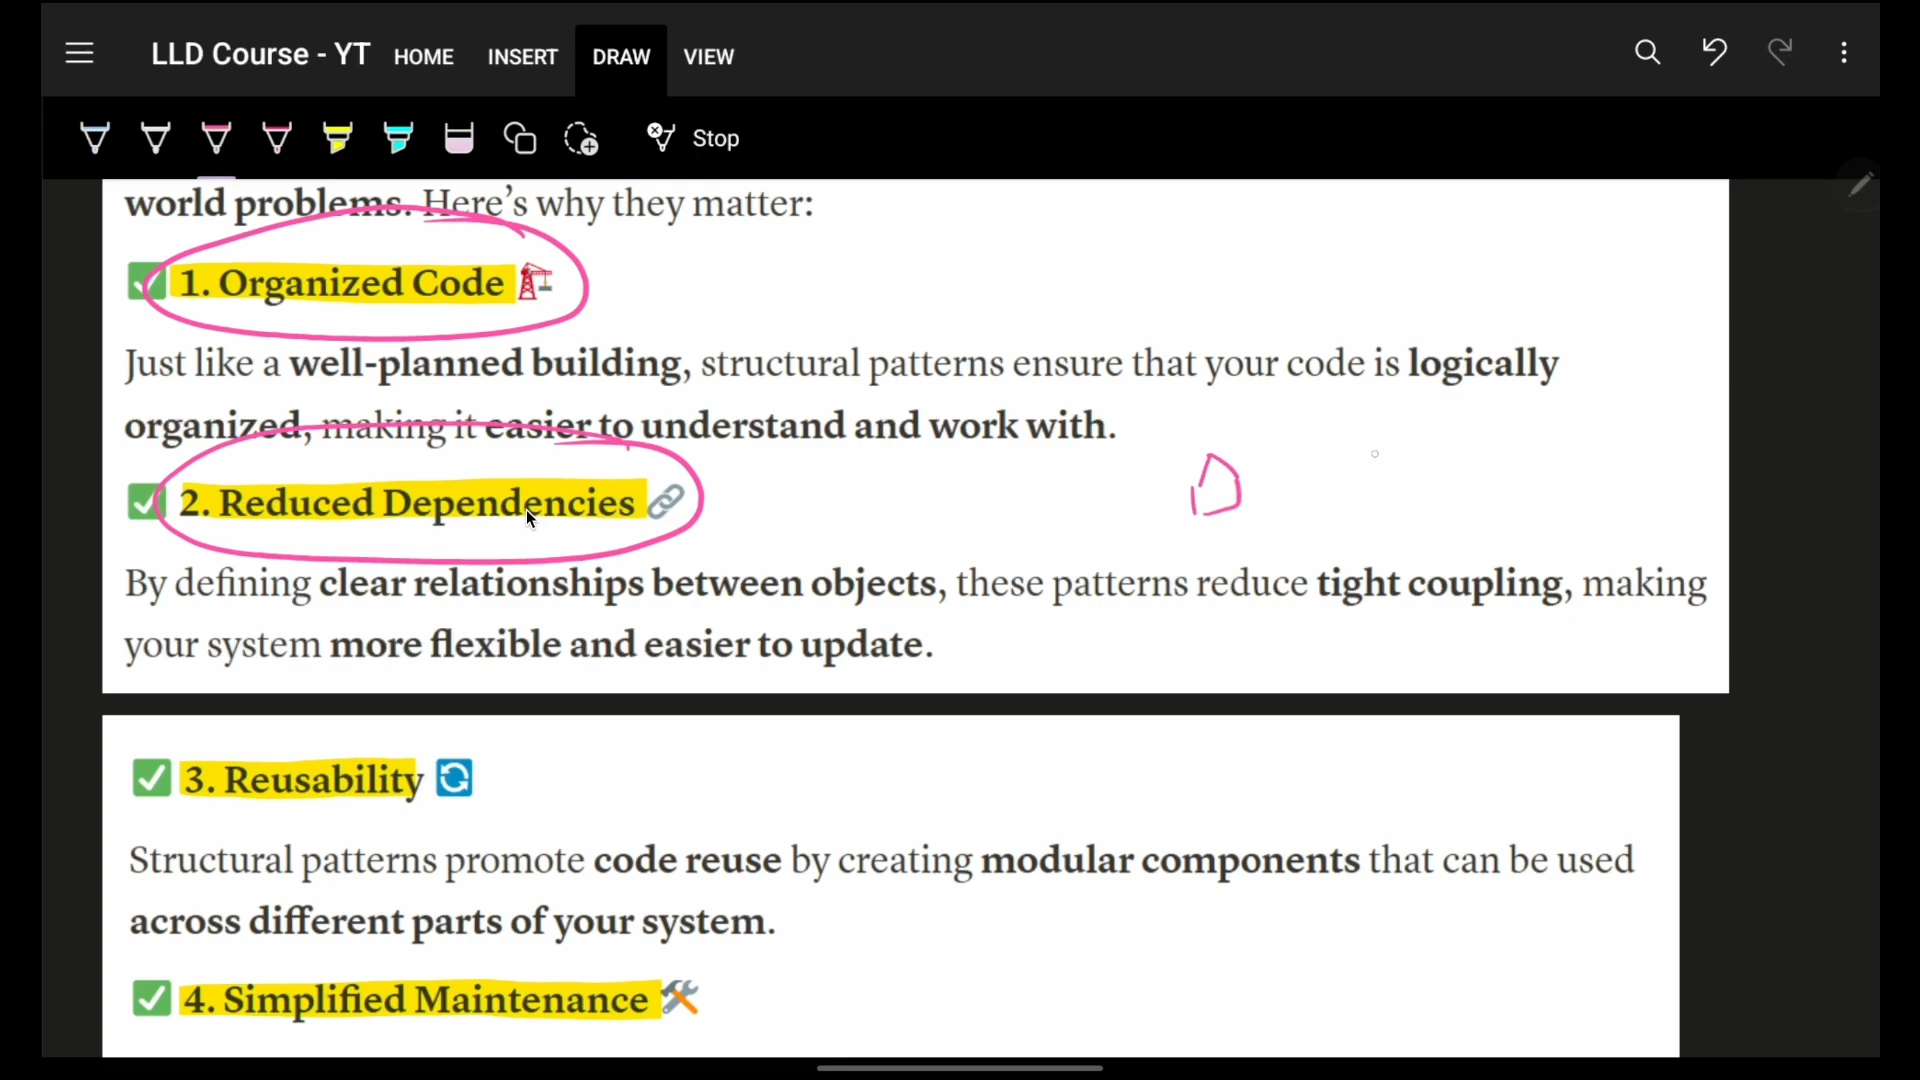 LLD Course - YT HOME INSERT DRAW VIEW
Stop
world problems. Here's why they matter:
✅ 1. Organized Code 🏗️
Just like a well-planned building, structural patterns ensure that your code is logically
organized, making it easier to understand and work with.
✅ 2. Reduced Dependencies 🔗
By defining clear relationships between objects, these patterns reduce tight coupling, making
your system more flexible and easier to update.
✅ 3. Reusability 🔄
Structural patterns promote code reuse by creating modular components that can be used
across different parts of your system.
✅ 4. Simplified Maintenance 🛠️